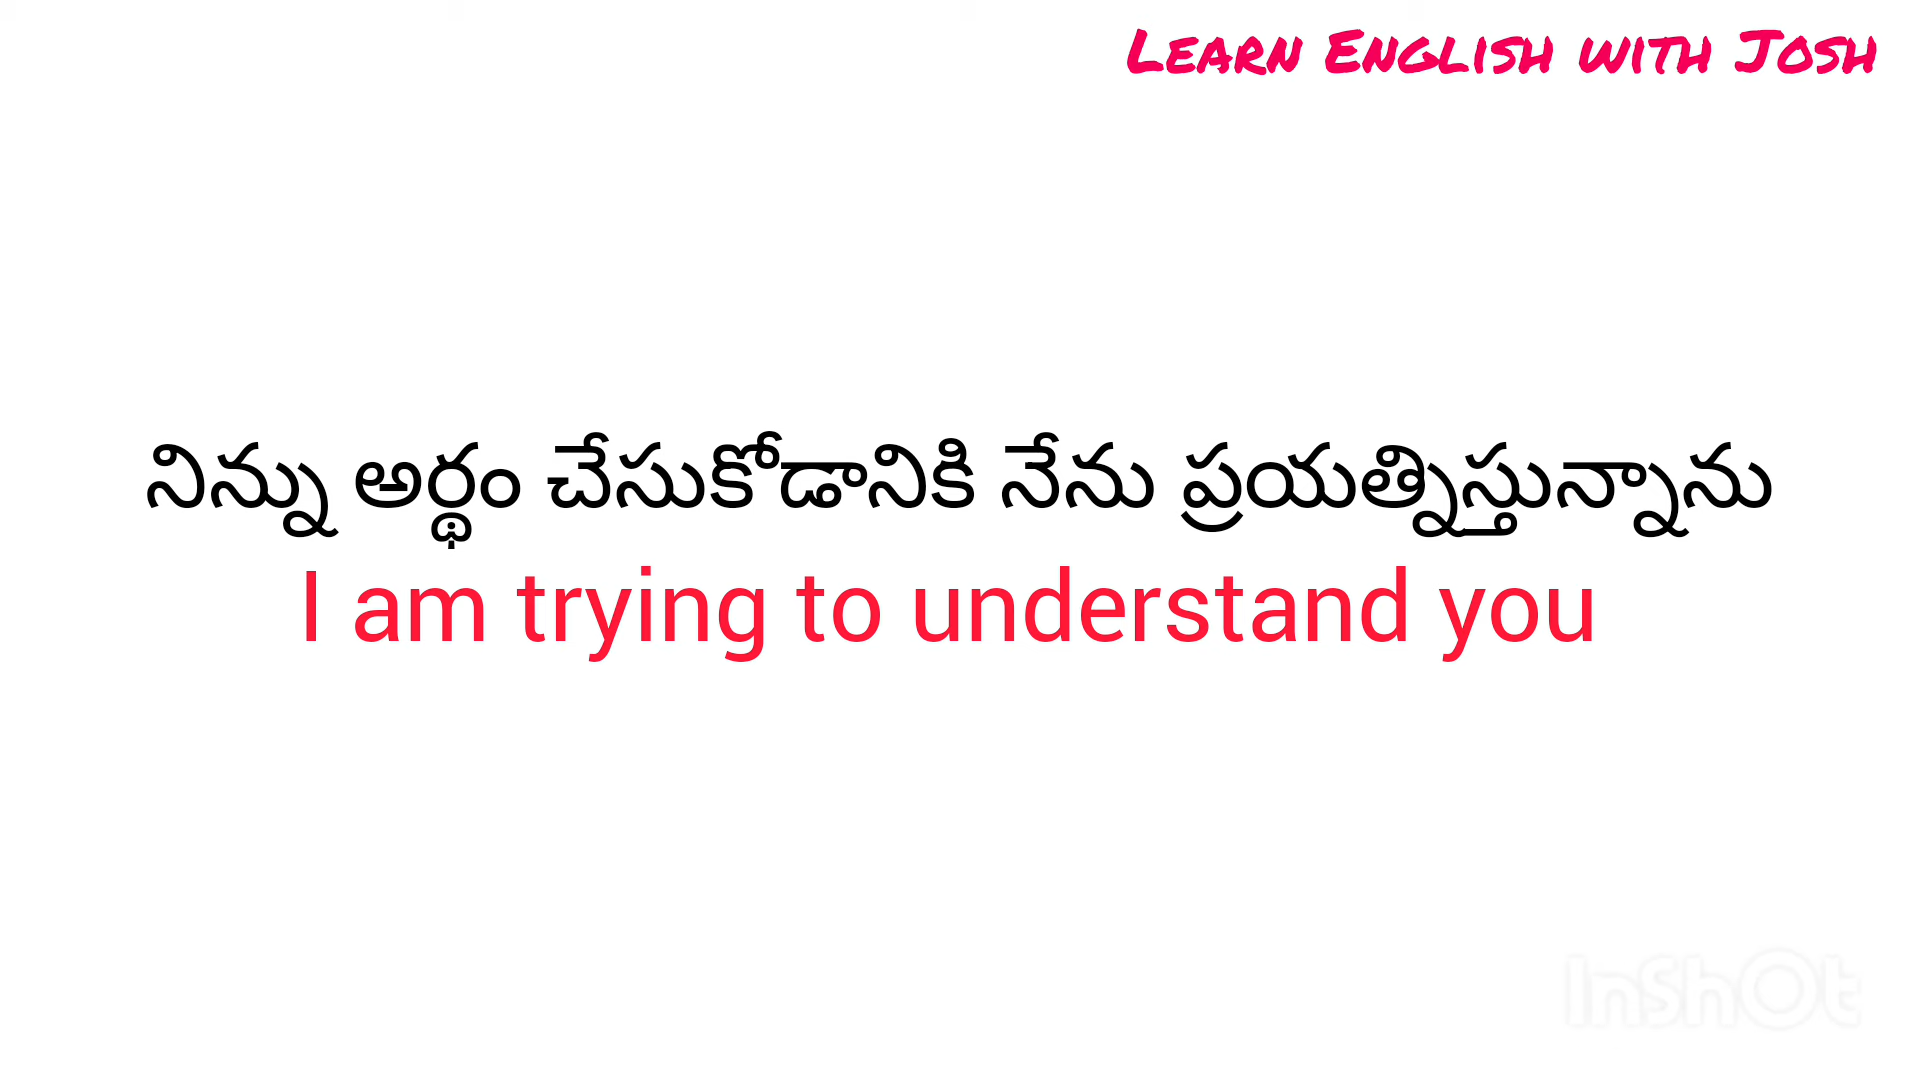 Learn English with Josh
నిన్ను అర్థం చేసుకోడానికి నేను ప్రయత్నిస్తున్నాను
I am trying to understand you
InShOt